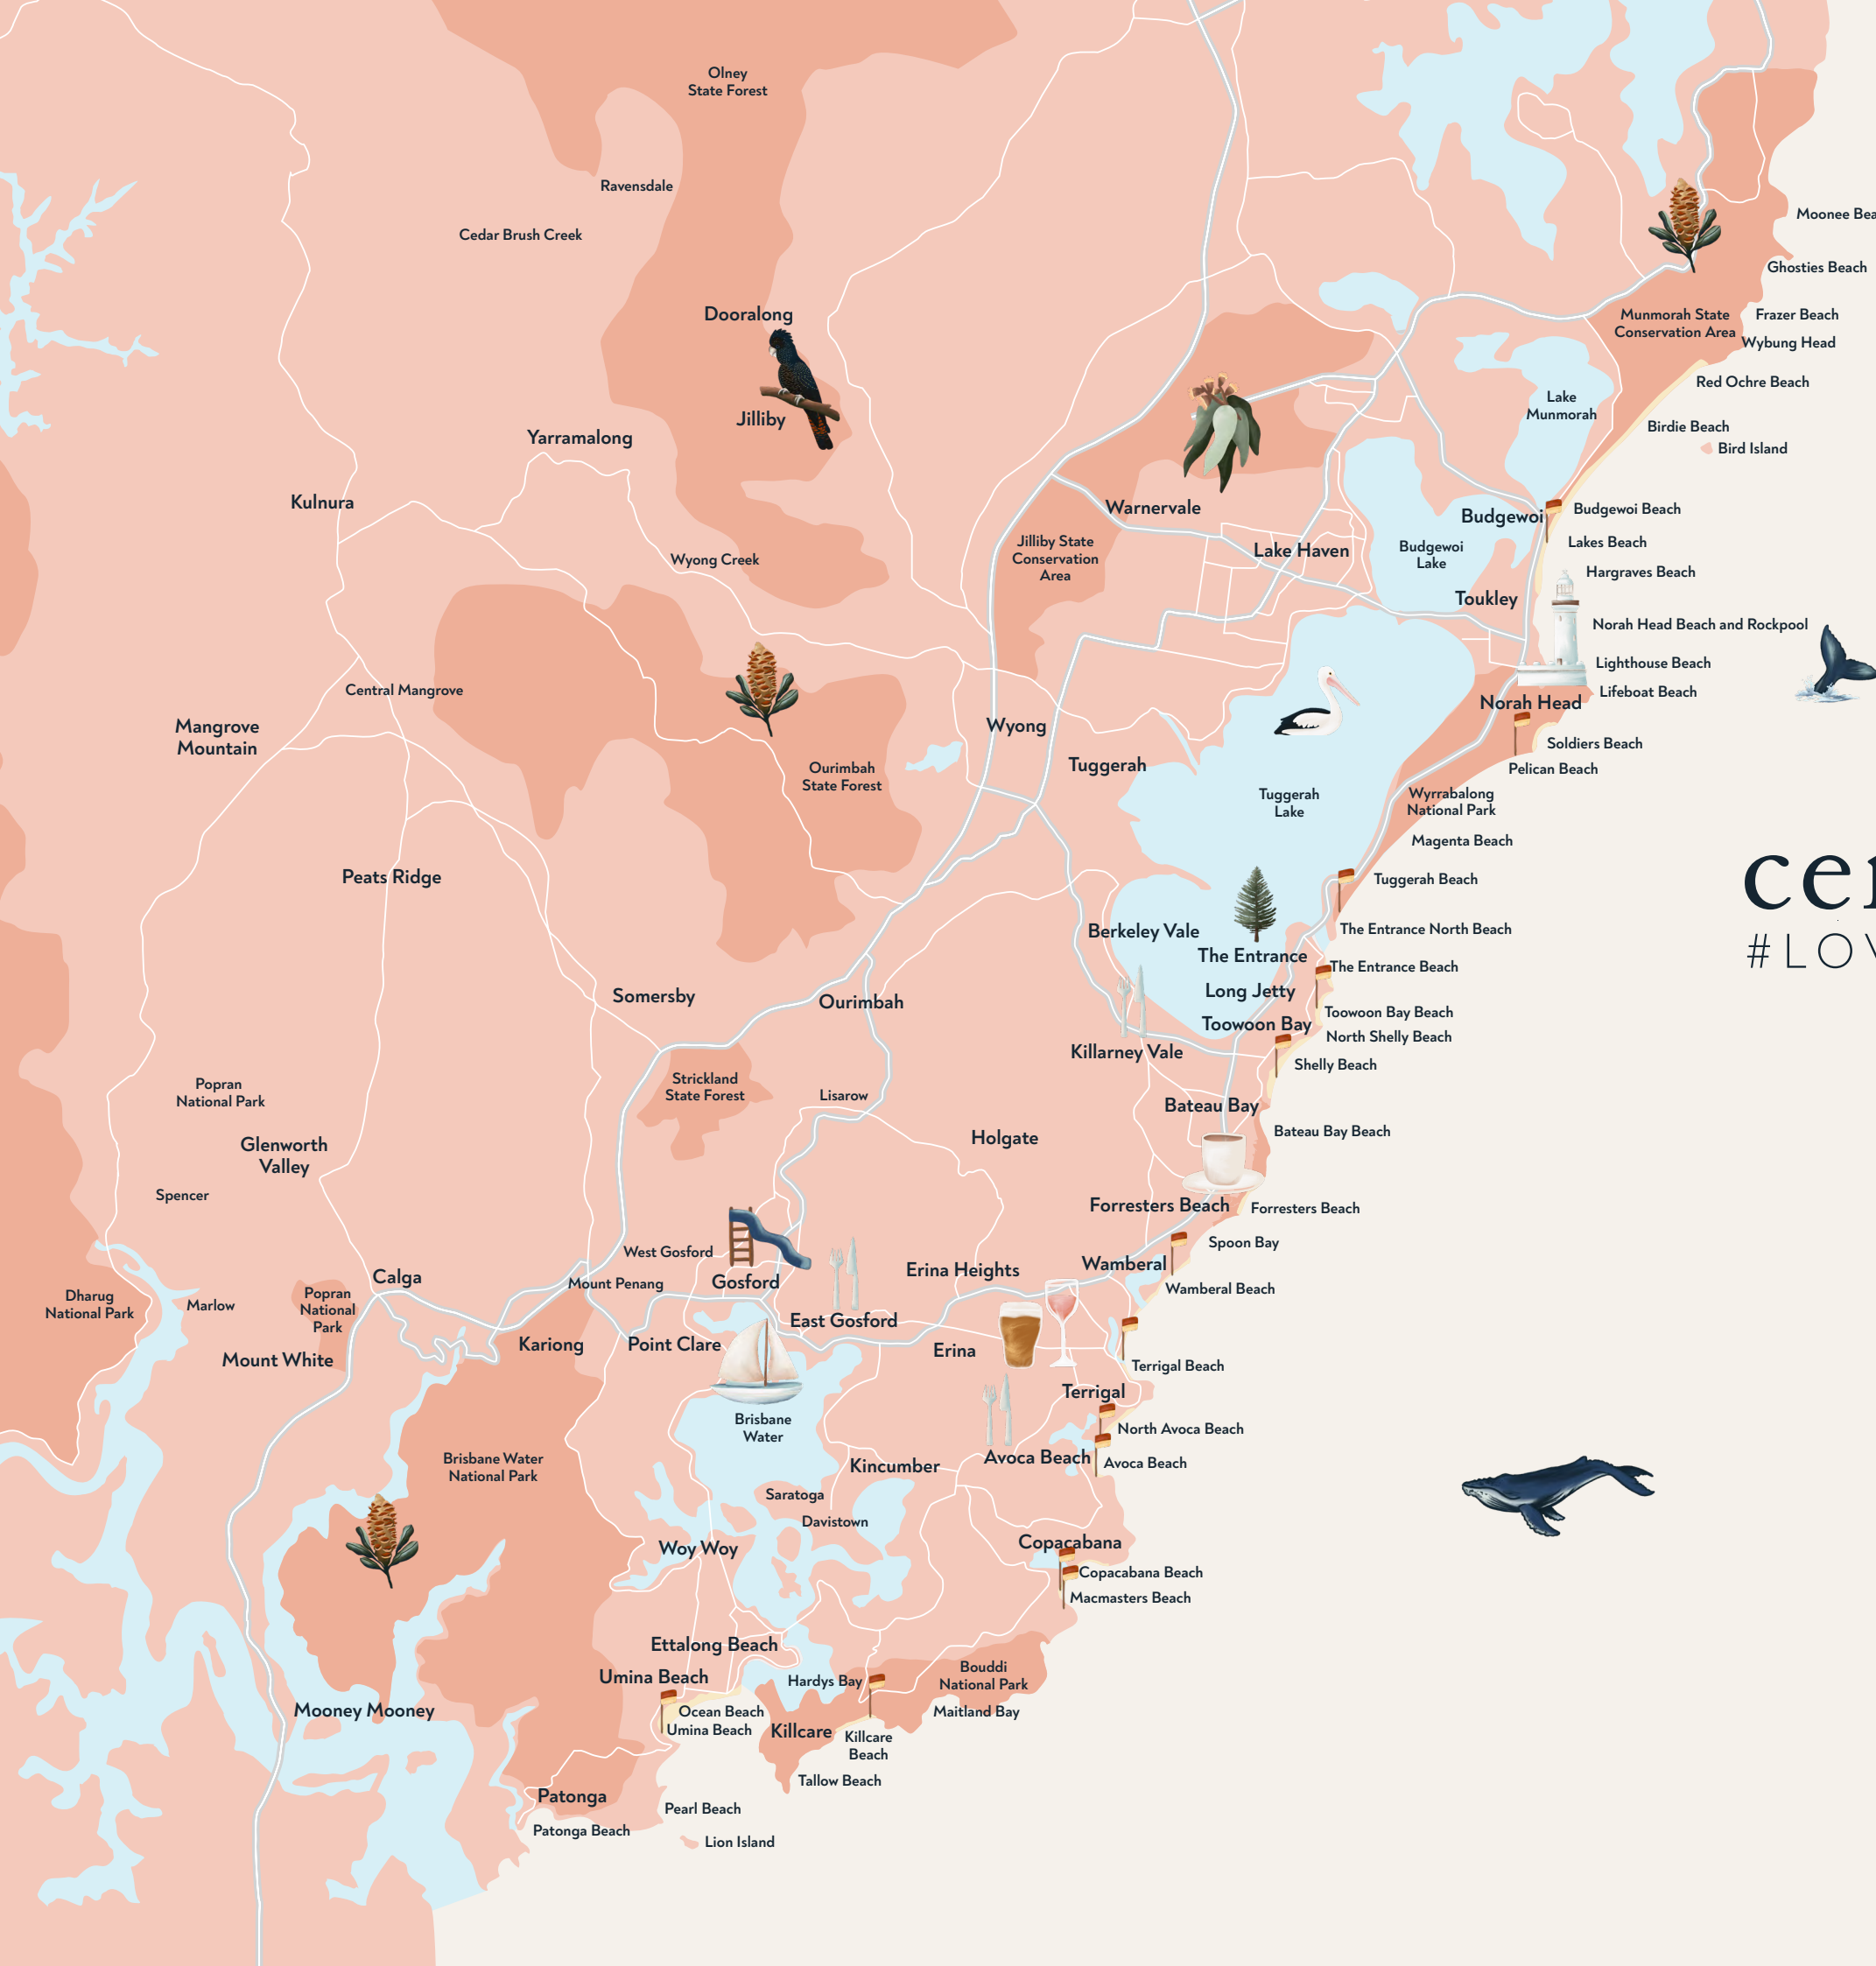 Olney
State Forest
Ravensdale
Moonee Bea
Cedar Brush Creek
Ghosties Beach
Dooralong
Munmorah State
Conservation Area
Frazer Beach
Wybung Head
Red Ochre Beach
Lake
Munmorah
Jilliby
Birdie Beach
Yarramalong
Bird Island
Kulnura
Warnervale
Budgewoi
Budgewoi Beach
Jilliby State
Conservation
Area
Lake Haven
Budgewoi
Lake
Lakes Beach
Wyong Creek
Hargraves Beach
Toukley
Norah Head Beach and Rockpool
Lighthouse Beach
Central Mangrove
Lifeboat Beach
Norah Head
Mangrove
Mountain
Wyong
Soldiers Beach
Tuggerah
Pelican Beach
Ourimbah
State Forest
Tuggerah
Lake
Wyrrabalong
National Park
Magenta Beach
Peats Ridge
Tuggerah Beach
cen
Berkeley Vale
The Entrance North Beach
#LOV
The Entrance
The Entrance Beach
Somersby
Ourimbah
Long Jetty
Toowoon Bay Beach
Toowoon Bay
North Shelly Beach
Killarney Vale
Shelly Beach
Popran
National Park
Strickland
State Forest
Lisarow
Bateau Bay
Bateau Bay Beach
Glenworth
Valley
Holgate
Spencer
Forresters Beach
Forresters Beach
West Gosford
Spoon Bay
Calga
Mount Penang
Gosford
Erina Heights
Wamberal
Wamberal Beach
Dharug
National Park
Marlow
Popran
National
Park
East Gosford
Mount White
Kariong
Point Clare
Erina
Terrigal Beach
Terrigal
Brisbane
Water
North Avoca Beach
Brisbane Water
National Park
Kincumber
Avoca Beach
Avoca Beach
Saratoga
Davistown
Woy Woy
Copacabana
Copacabana Beach
Macmasters Beach
Ettalong Beach
Umina Beach
Hardys Bay
Bouddi
National Park
Mooney Mooney
Ocean Beach
Umina Beach
Killcare
Maitland Bay
Killcare
Beach
Tallow Beach
Patonga
Pearl Beach
Patonga Beach
Lion Island